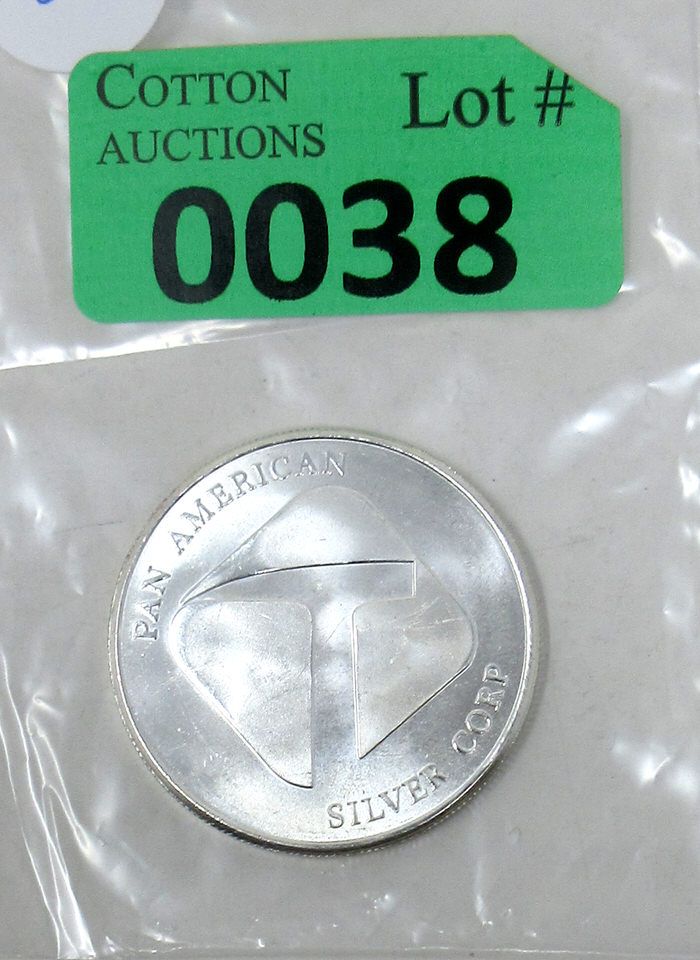 COTTON
AUCTIONS
Lot #
0038
PAN AMERICAN
SILVER CORP